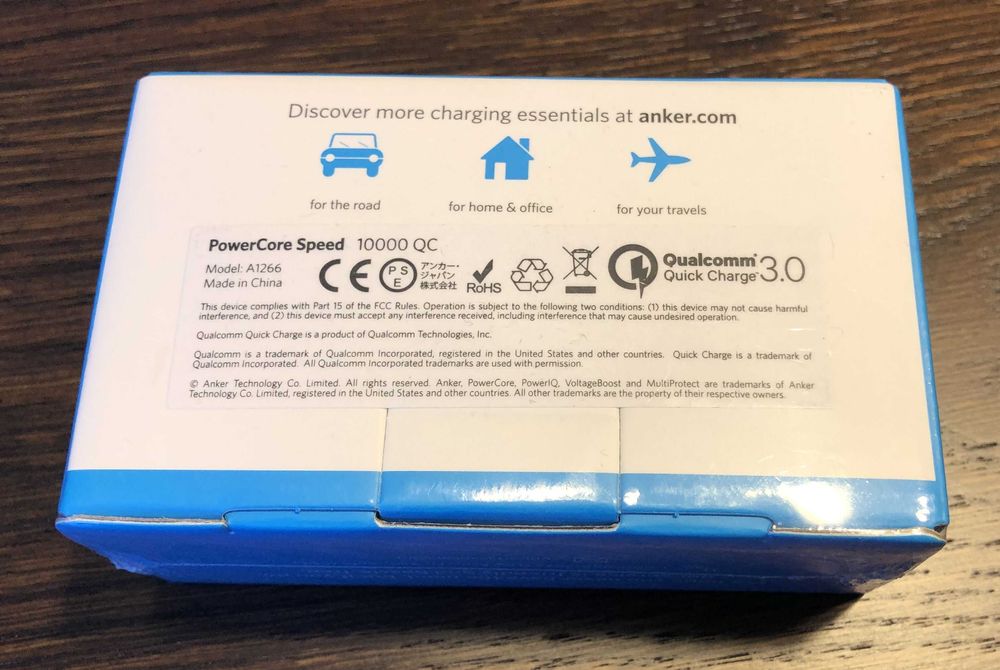 Discover more charging essentials at anker.com
for the road
for home & office
for your travels
PowerCore Speed 10000 QC
Model: A1266
Made in China
CE
PSE
アンカー・
ジャパン
株式会社
RoHS
Qualcomm
Quick Charge 3.0
This device complies with Part 15 of the FCC Rules. Operation is subject to the following two conditions: (1) this device may not cause harmful
interference, and (2) this device must accept any interference received, including interference that may cause undesired operation.
Qualcomm Quick Charge is a product of Qualcomm Technologies, Inc.
Qualcomm is a trademark of Qualcomm Incorporated, registered in the United States and other countries. Quick Charge is a trademark of
Qualcomm Incorporated. All Qualcomm Incorporated trademarks are used with permission.
© Anker Technology Co. Limited. All rights reserved. Anker, PowerCore, PowerIQ, VoltageBoost and MultiProtect are trademarks of Anker
Technology Co. Limited, registered in the United States and other countries. All other trademarks are the property of their respective owners.